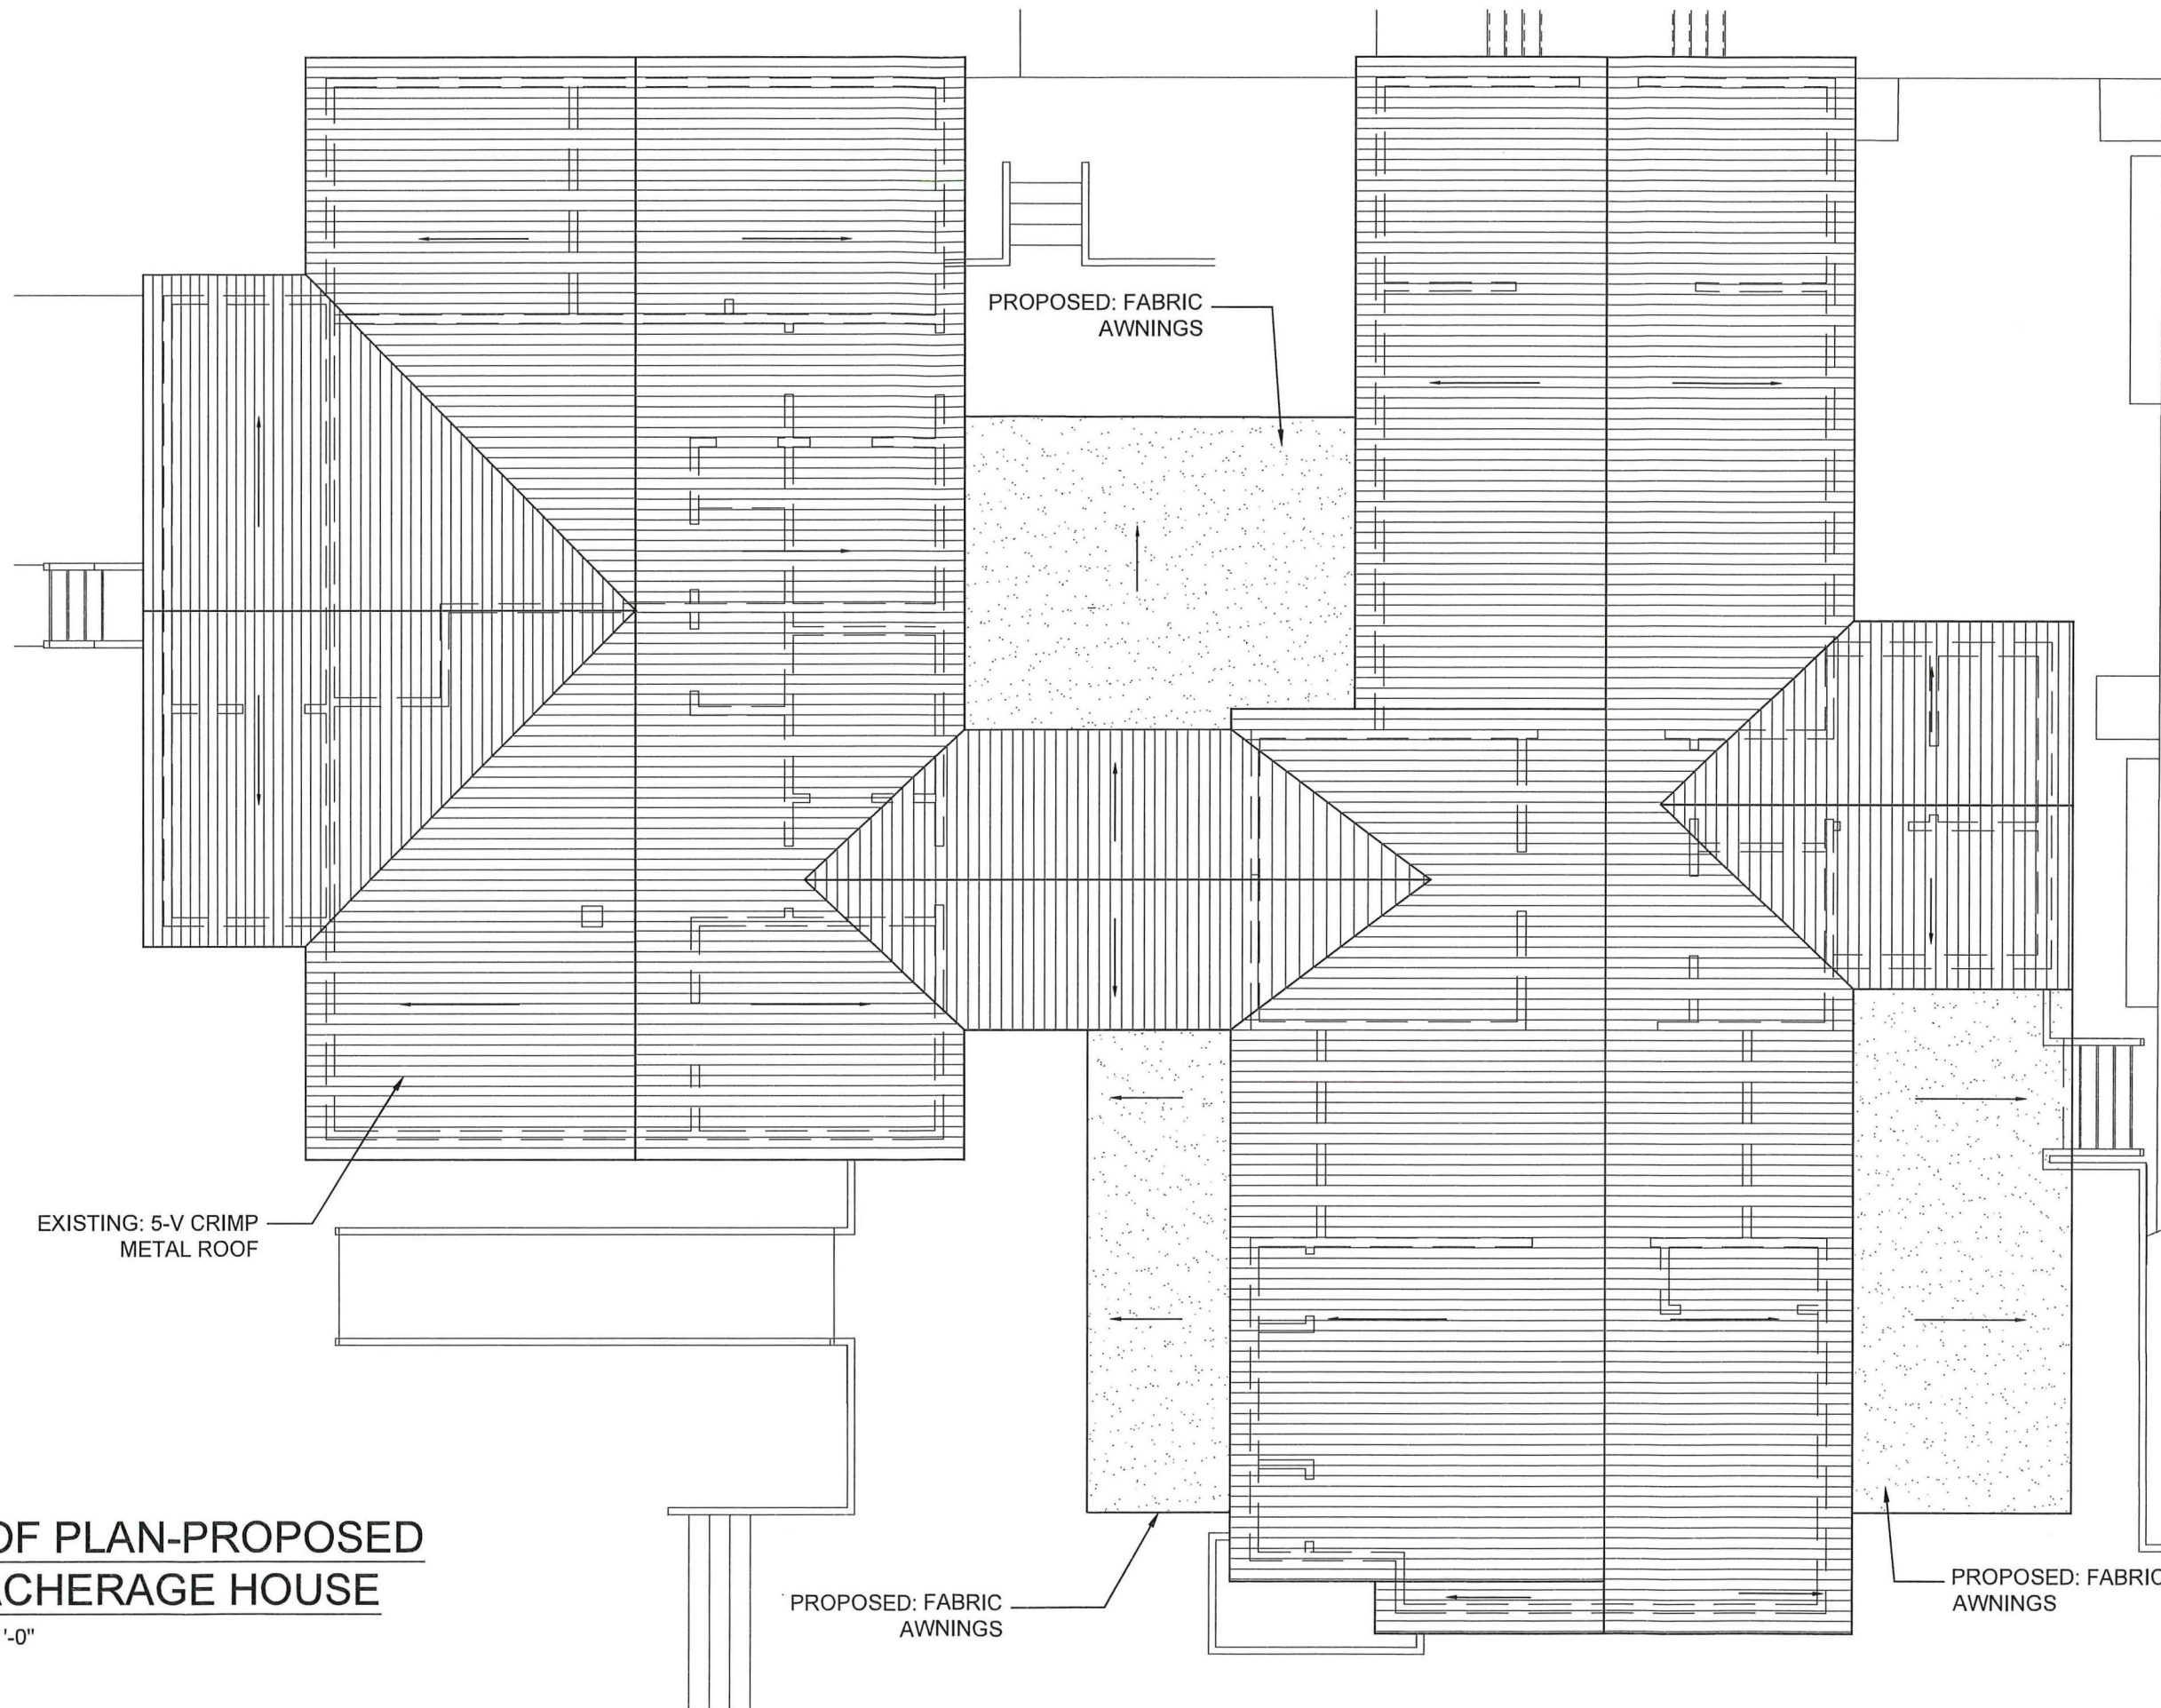 PROPOSED: FABRIC
AWNINGS
EXISTING: 5-V CRIMP
METAL ROOF
OF PLAN-PROPOSED
ACHERAGE HOUSE
'-0"
PROPOSED: FABRIC
AWNINGS
PROPOSED: FABRIC
AWNINGS